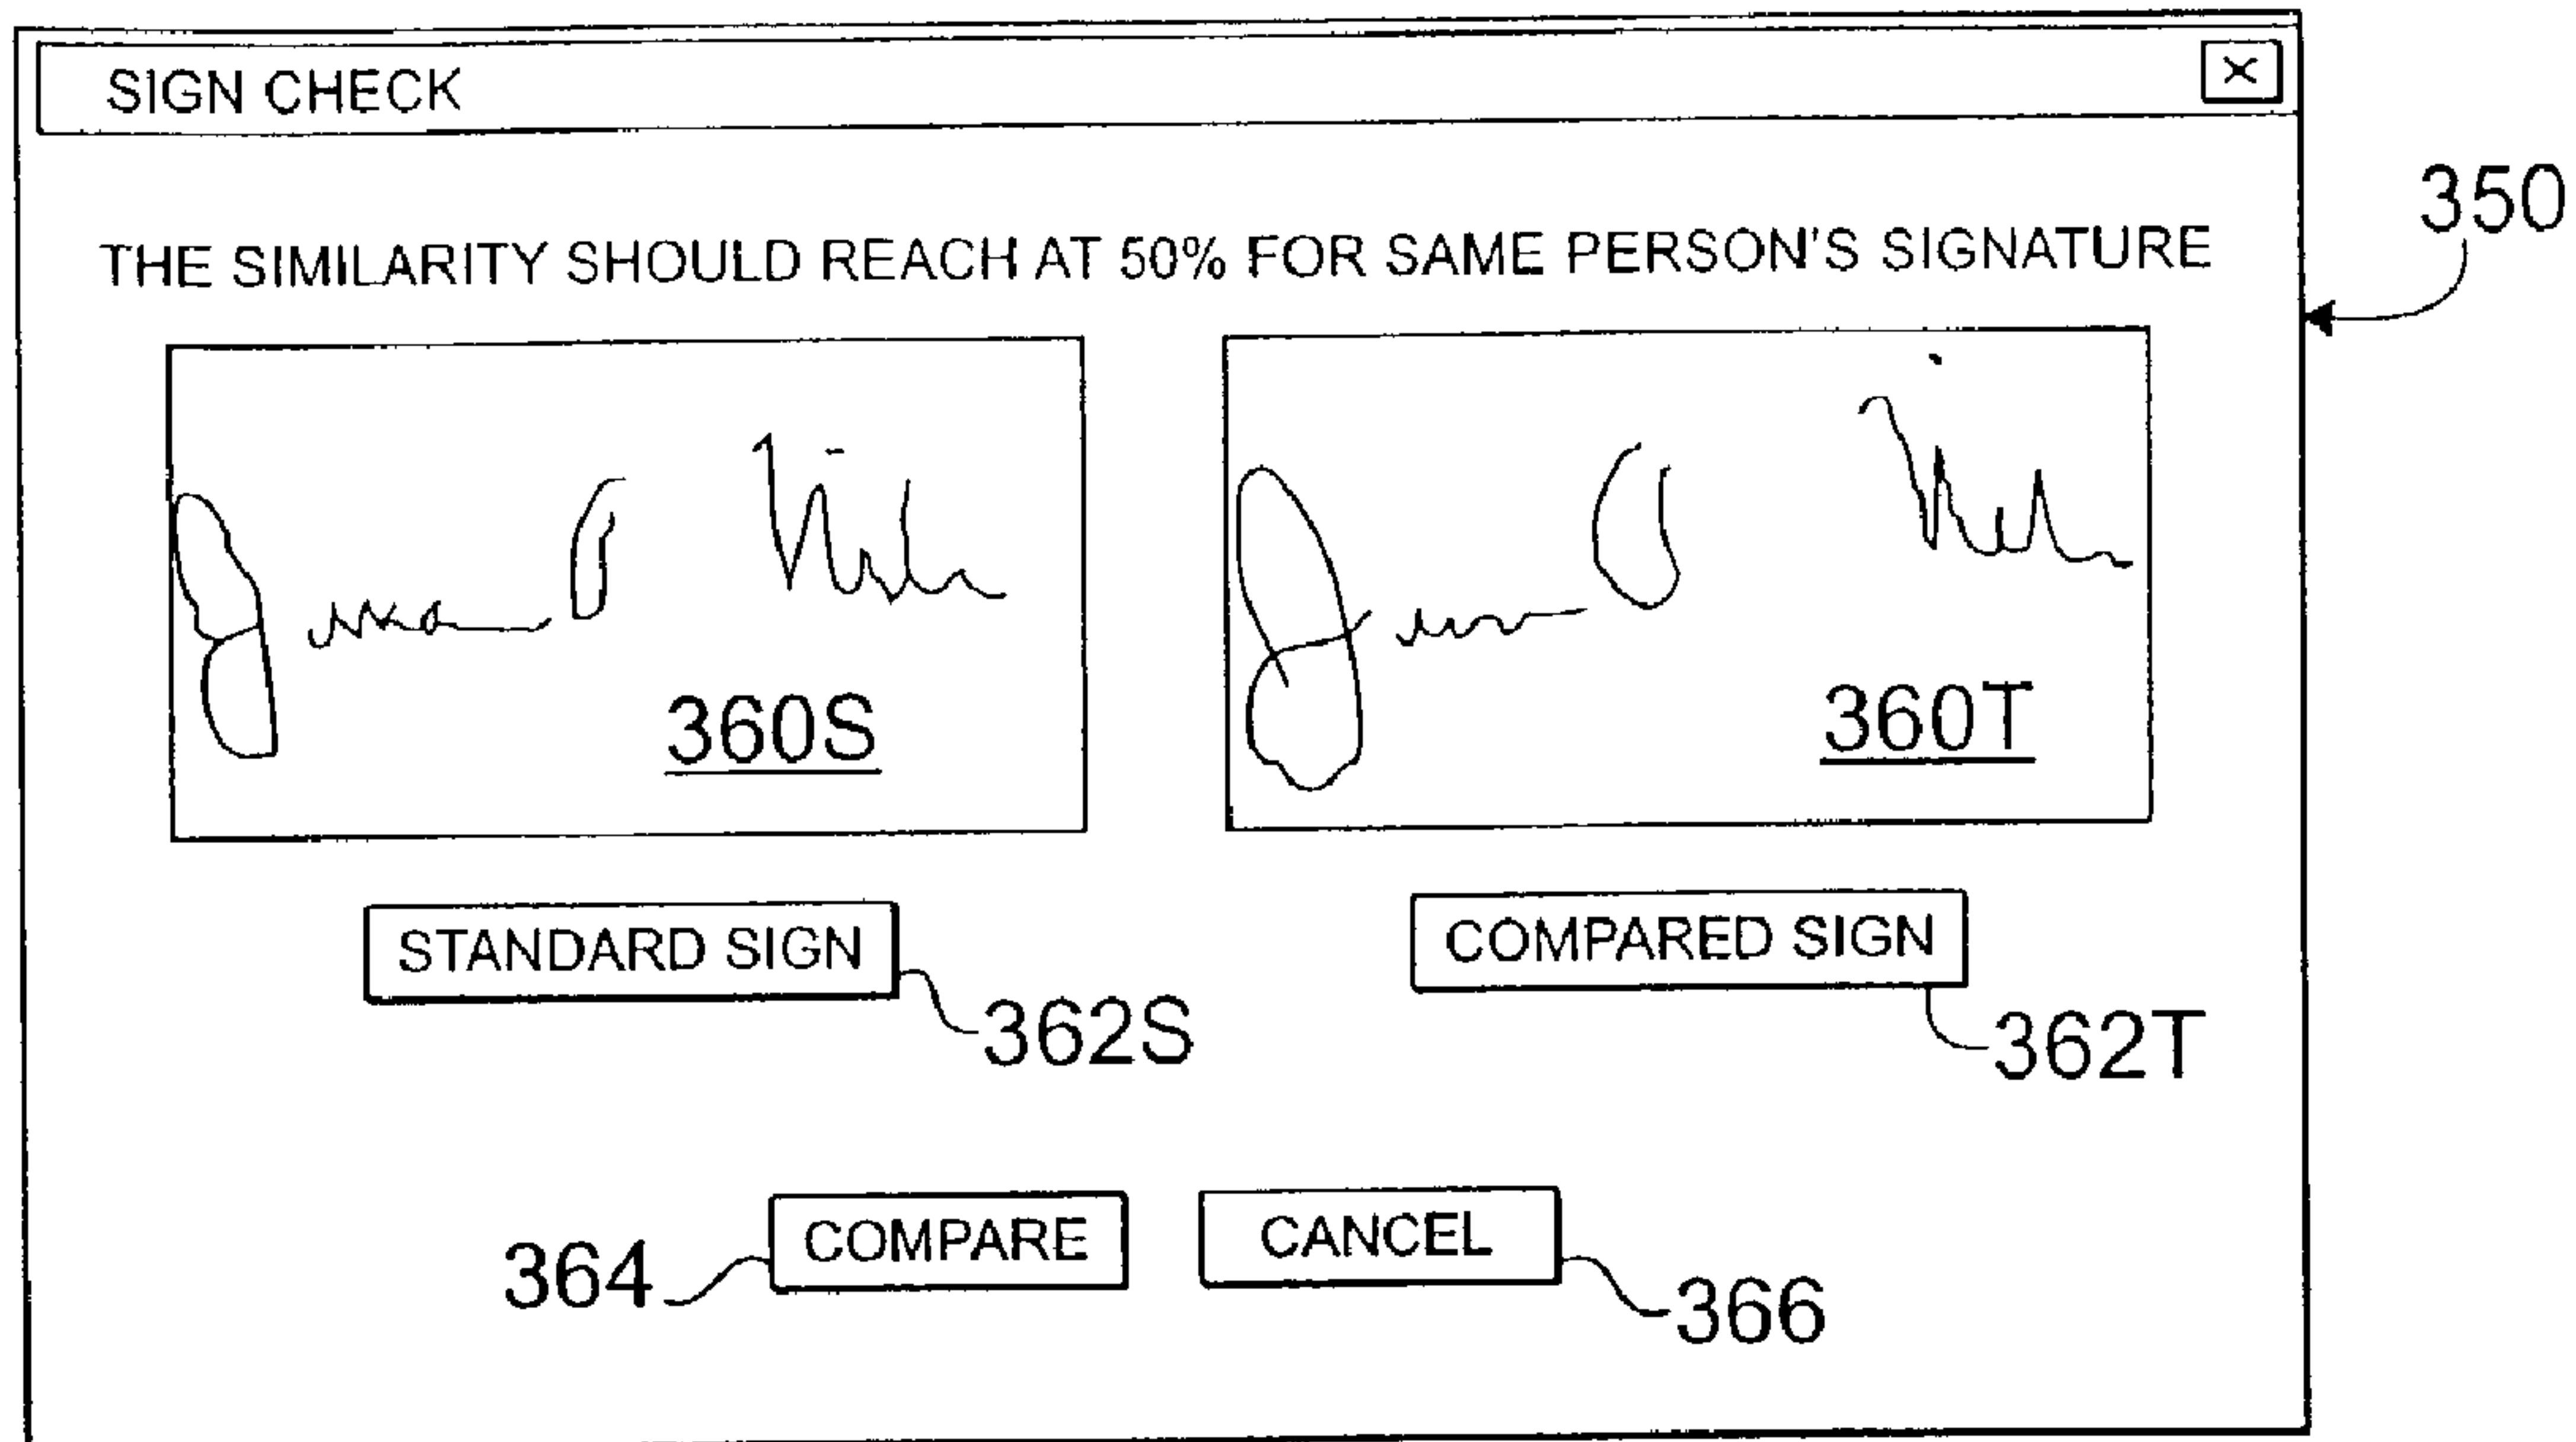 SIGN CHECK X
350
THE SIMILARITY SHOULD REACH AT 50% FOR SAME PERSON'S SIGNATURE
360S 360T
STANDARD SIGN COMPARED SIGN
362S 362T
COMPARE CANCEL
364 366